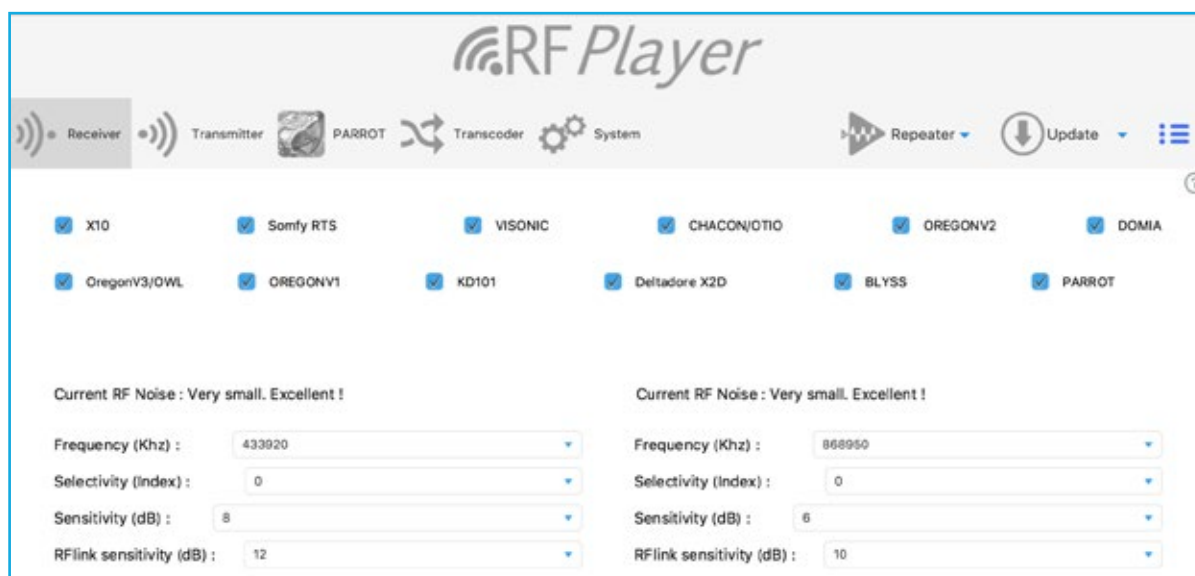 RFPlayer
Receiver Transmitter PARROT Transcoder System Repeater Update
X10 Somfy RTS VISONIC CHACON/OTIO OREGONV2 DOMIA
OregonV3/OWL OREGONV1 KD101 Deltadore X2D BLYSS PARROT
Current RF Noise : Very small. Excellent ! Current RF Noise : Very small. Excellent !
Frequency (Khz) : 433920 Frequency (Khz) : 868950
Selectivity (Index) : 0 Selectivity (Index) : 0
Sensitivity (dB) : 8 Sensitivity (dB) : 6
RFlink sensitivity (dB) : 12 RFlink sensitivity (dB) : 10